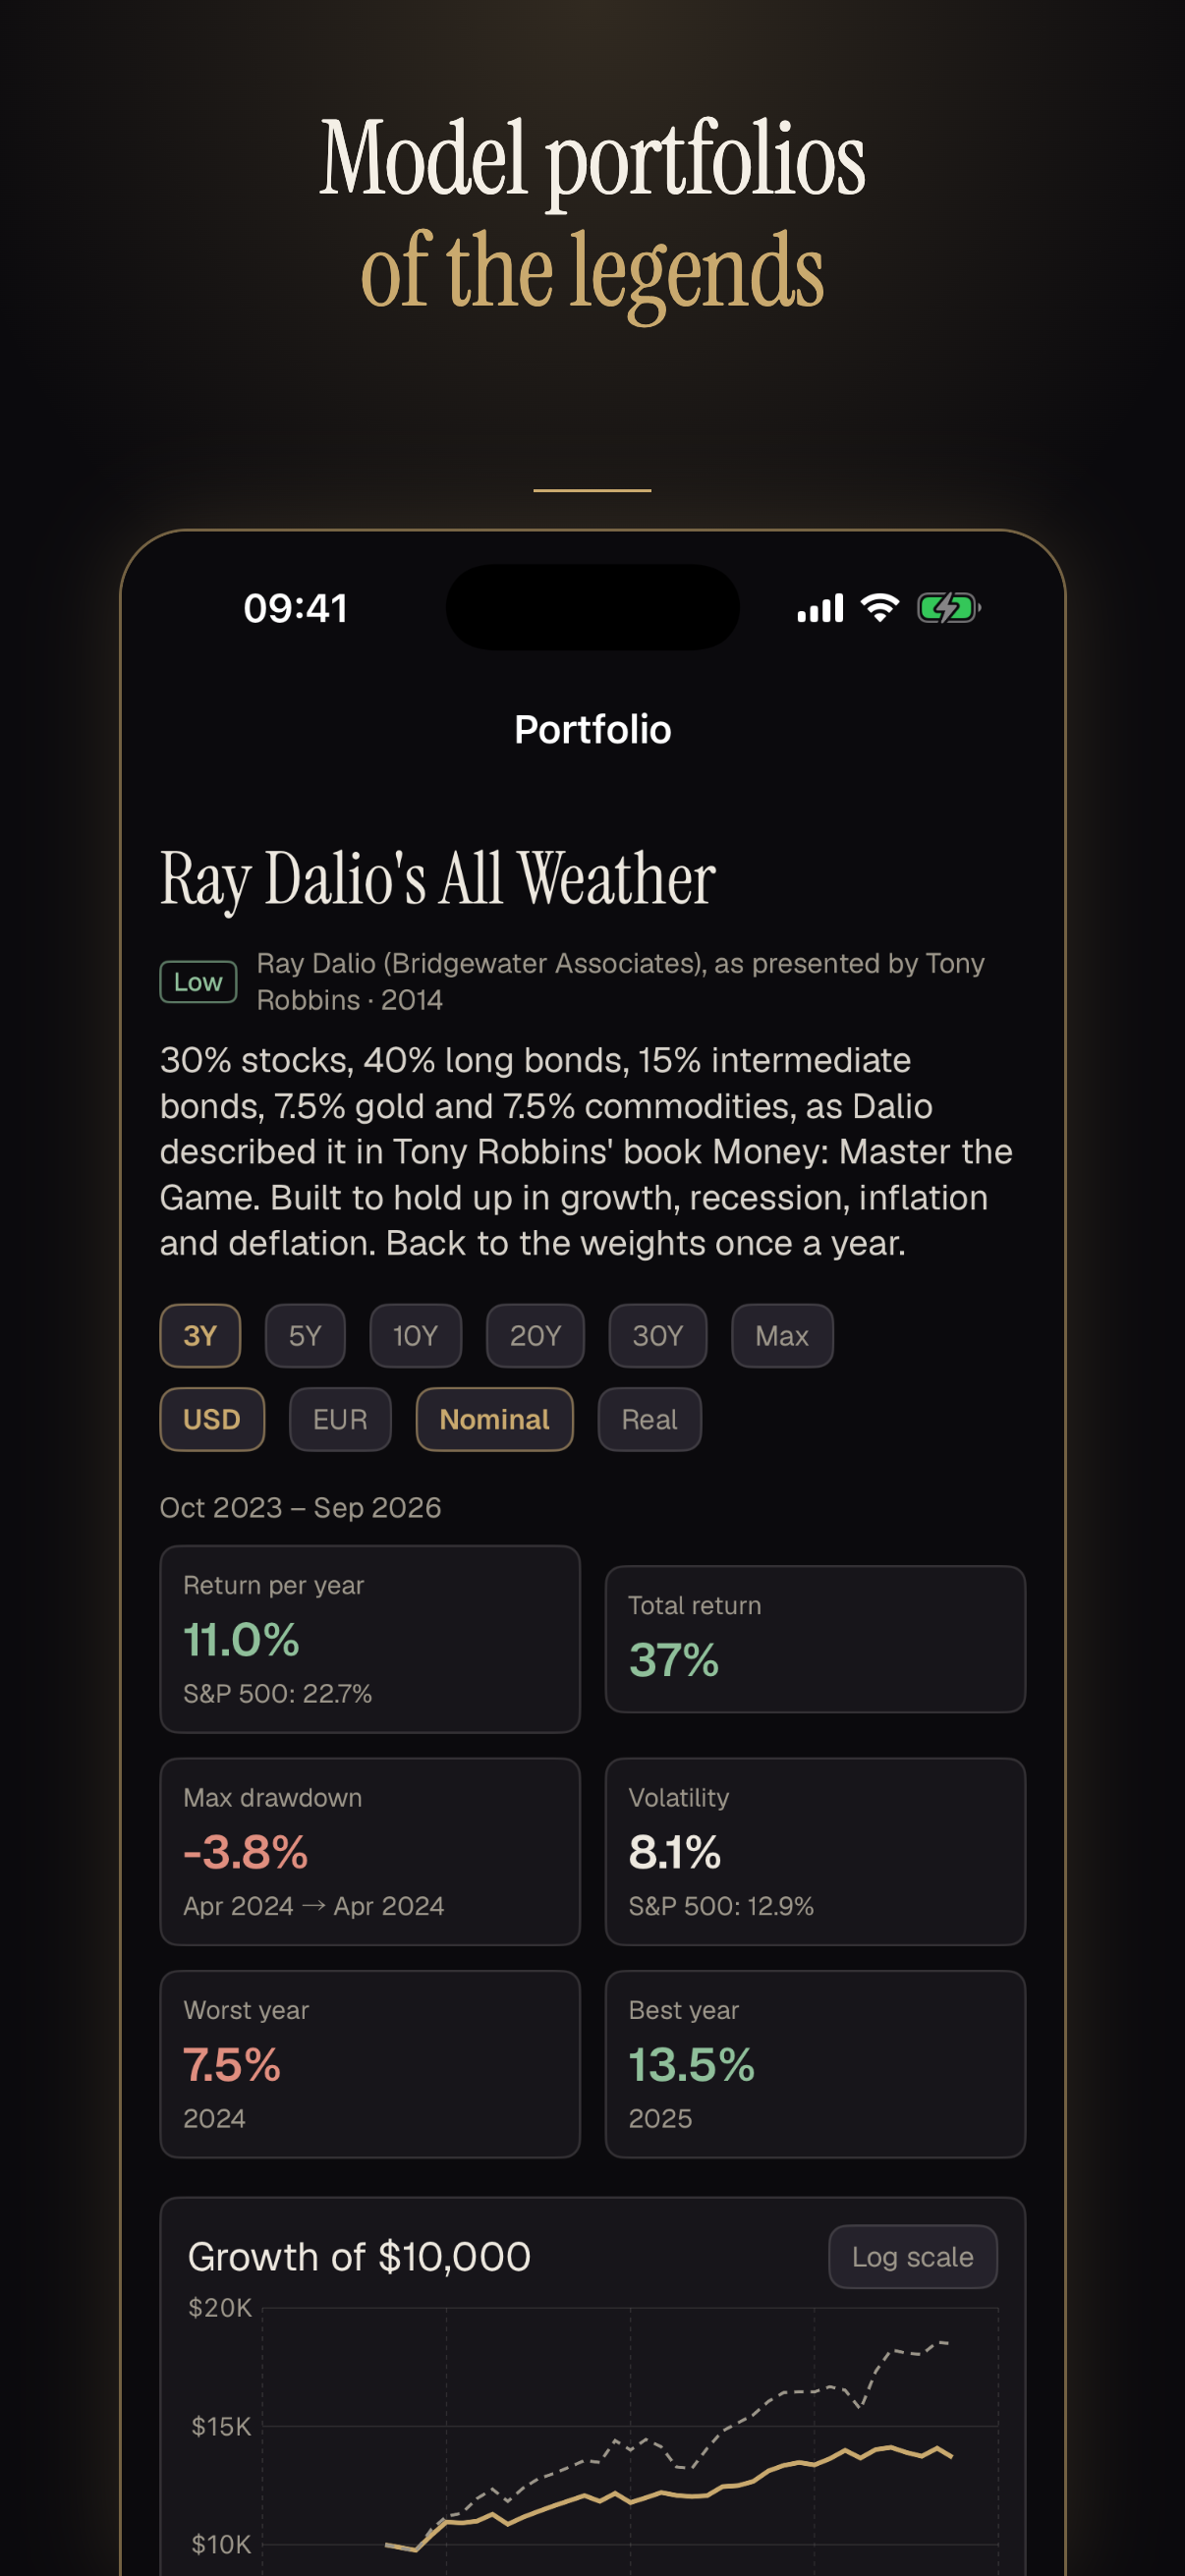 Model portfolios
of the legends
09:41
Portfolio
Ray Dalio's All Weather
Low
Ray Dalio (Bridgewater Associates), as presented by Tony
Robbins · 2014
30% stocks, 40% long bonds, 15% intermediate
bonds, 7.5% gold and 7.5% commodities, as Dalio
described it in Tony Robbins' book Money: Master the
Game. Built to hold up in growth, recession, inflation
and deflation. Back to the weights once a year.
3Y 5Y 10Y 20Y 30Y Max
USD EUR Nominal Real
Oct 2023 – Sep 2026
Return per year
11.0%
S&P 500: 22.7%
Total return
37%
Max drawdown
-3.8%
Apr 2024 → Apr 2024
Volatility
8.1%
S&P 500: 12.9%
Worst year
7.5%
2024
Best year
13.5%
2025
Growth of $10,000
Log scale
$20K
$15K
$10K